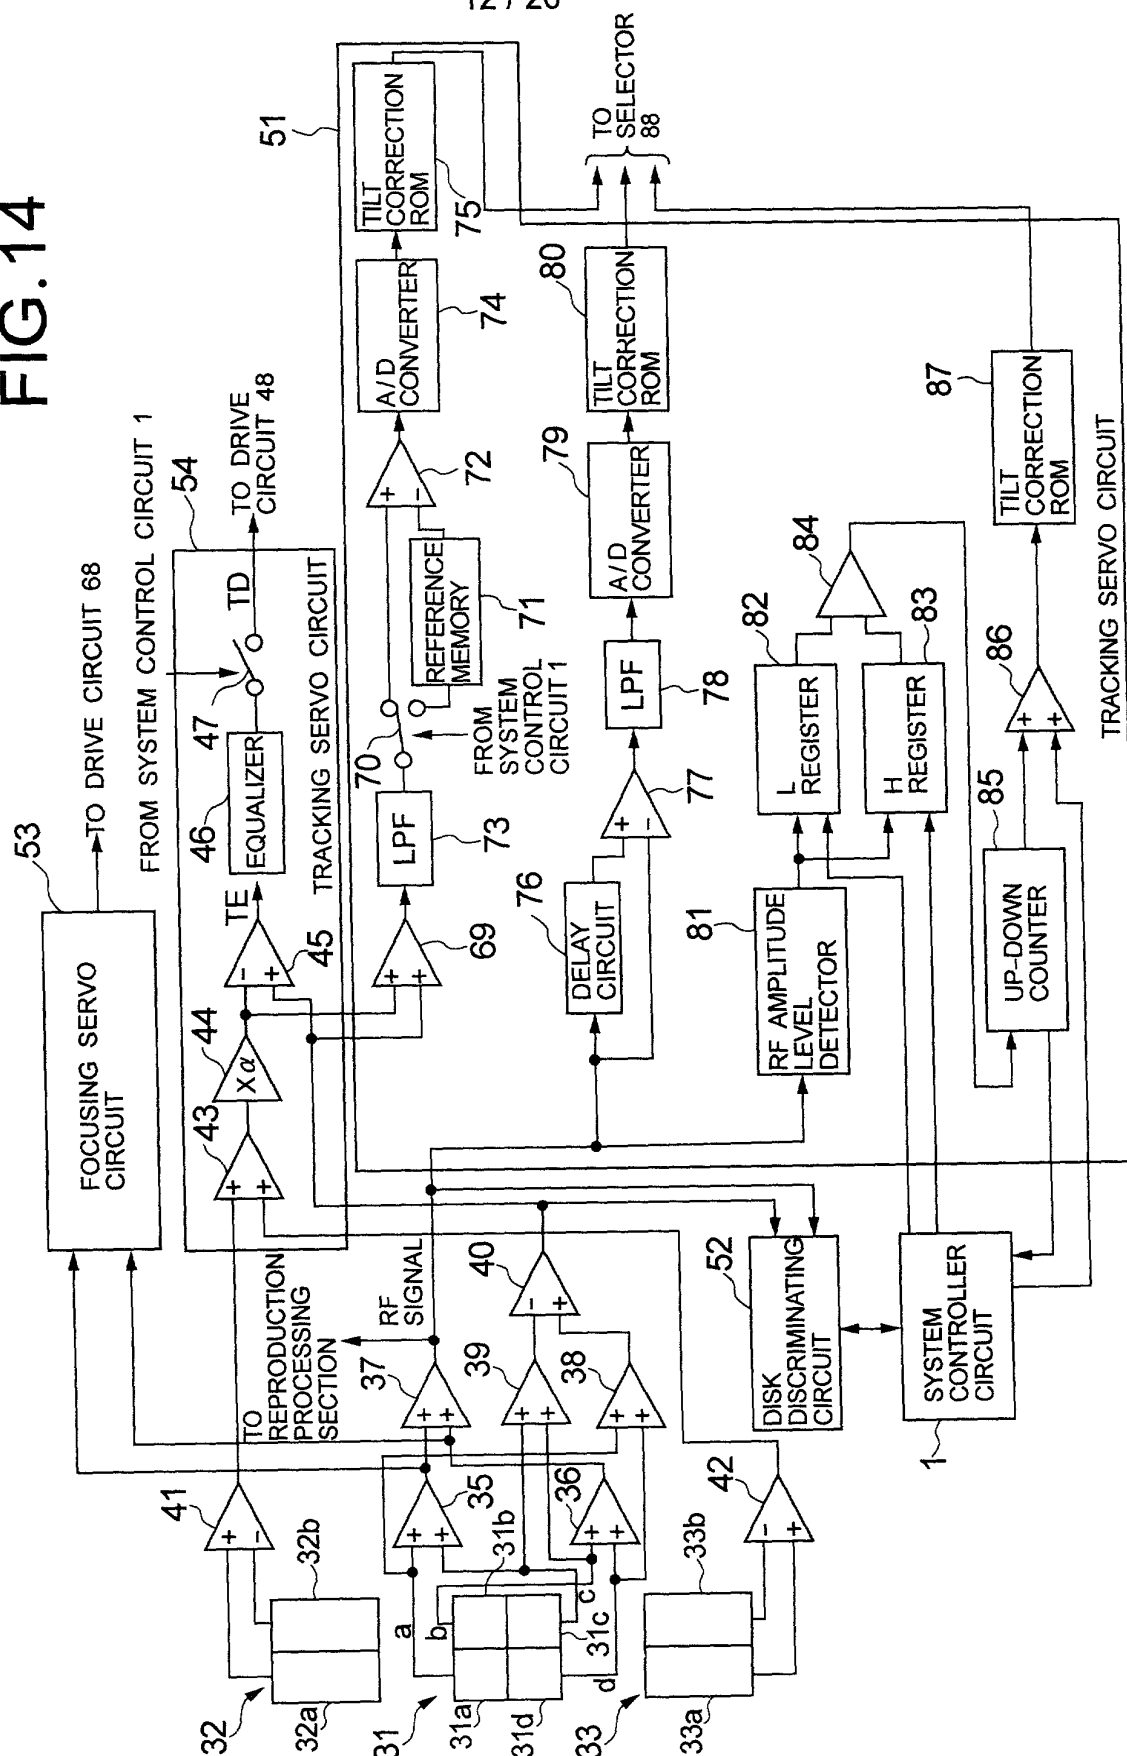 12 / 26
FIG.14
53
FOCUSING SERVO
CIRCUIT
TO DRIVE CIRCUIT 68
FROM SYSTEM CONTROL CIRCUIT 1
54
43
44
Xα
45
TE
46
EQUALIZER
47
TD
TO DRIVE
CIRCUIT 48
TRACKING SERVO CIRCUIT
+
+
−
+
51
69
+
+
73
LPF
70
FROM
SYSTEM
CONTROL
CIRCUIT 1
71
REFERENCE
MEMORY
72
+
−
74
A/D
CONVERTER
75
TILT
CORRECTION
ROM
TO
SELECTOR
88
76
DELAY
CIRCUIT
77
+
−
78
LPF
79
A/D
CONVERTER
80
TILT
CORRECTION
ROM
81
RF AMPLITUDE
LEVEL
DETECTOR
82
L
REGISTER
83
H
REGISTER
84
85
UP-DOWN
COUNTER
86
+
+
87
TILT
CORRECTION
ROM
TRACKING SERVO CIRCUIT
32
32a
32b
41
+
−
TO
REPRODUCTION
PROCESSING
SECTION
RF
SIGNAL
31
31a
31b
31c
31d
a
b
c
d
35
+
+
36
+
+
37
+
+
39
+
+
38
+
+
40
−
+
33
33a
33b
42
−
+
52
DISK
DISCRIMINATING
CIRCUIT
1
SYSTEM
CONTROLLER
CIRCUIT